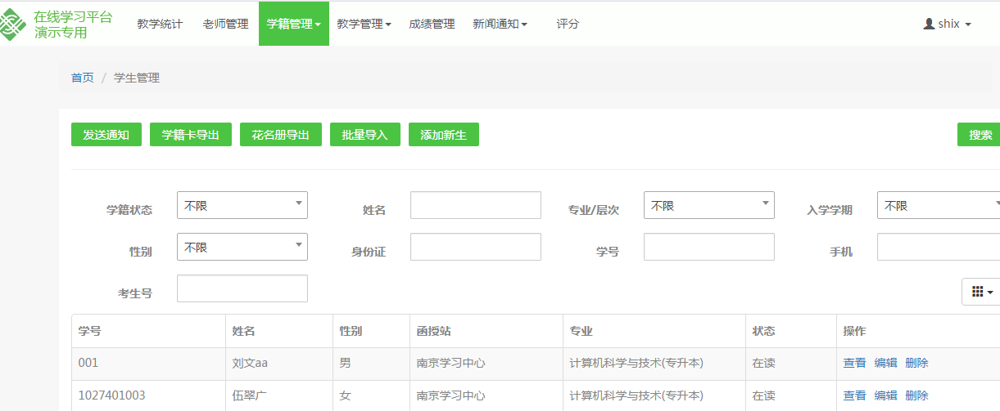 在线学习平台
演示专用
教学统计 老师管理 学籍管理 教学管理 成绩管理 新闻通知 评分 shix
首页 / 学生管理
发送通知 学籍卡导出 花名册导出 批量导入 添加新生 搜索
学籍状态 不限 姓名 专业/层次 不限 入学学期 不限
性别 不限 身份证 学号 手机
考生号
学号 姓名 性别 函授站 专业 状态 操作
001 刘文aa 男 南京学习中心 计算机科学与技术(专升本) 在读 查看 编辑 删除
1027401003 伍翠广 女 南京学习中心 计算机科学与技术(专升本) 在读 查看 编辑 删除